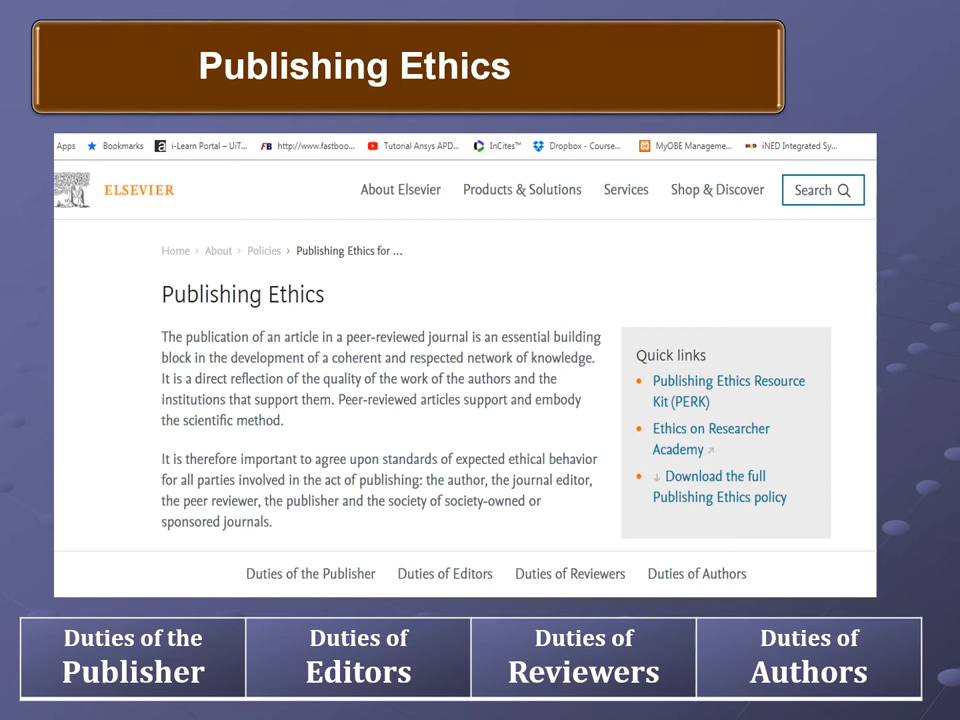 Publishing Ethics
Apps Bookmarks i-Learn Portal – UiT... http://www.fastboo... Tutorial Ansys APD... InCites™ Dropbox - Course... MyOBE Manageme... iNED Integrated Sy...
ELSEVIER About Elsevier Products & Solutions Services Shop & Discover Search
Home > About > Policies > Publishing Ethics for ...
Publishing Ethics
The publication of an article in a peer-reviewed journal is an essential building
block in the development of a coherent and respected network of knowledge.
It is a direct reflection of the quality of the work of the authors and the
institutions that support them. Peer-reviewed articles support and embody
the scientific method.
It is therefore important to agree upon standards of expected ethical behavior
for all parties involved in the act of publishing: the author, the journal editor,
the peer reviewer, the publisher and the society of society-owned or
sponsored journals.
Quick links
• Publishing Ethics Resource
Kit (PERK)
• Ethics on Researcher
Academy ↗
• ↓ Download the full
Publishing Ethics policy
Duties of the Publisher Duties of Editors Duties of Reviewers Duties of Authors
Duties of the
Publisher
Duties of
Editors
Duties of
Reviewers
Duties of
Authors